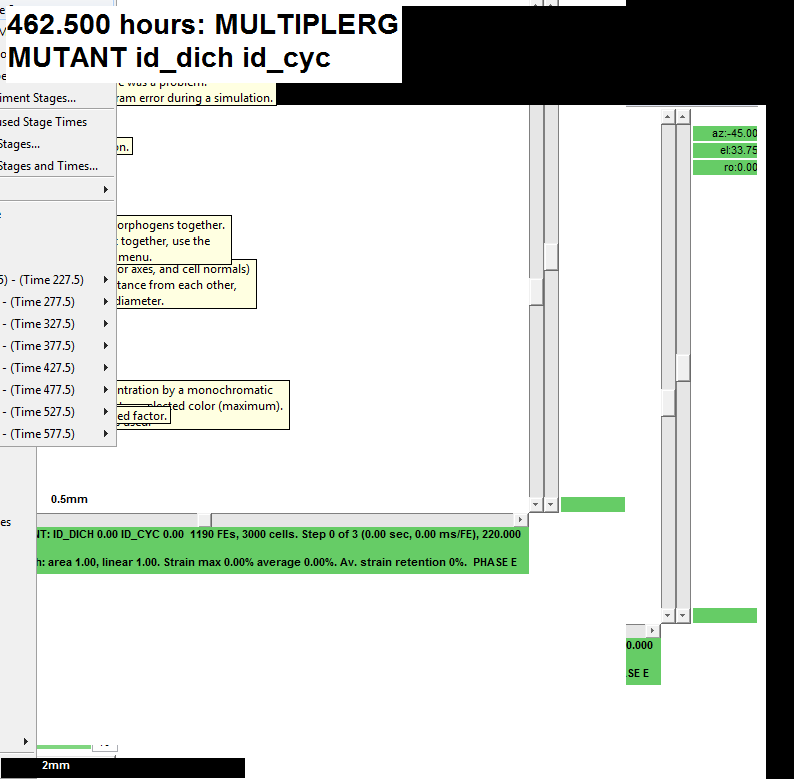 462.500 hours: MULTIPLERG
MUTANT id_dich id_cyc
iment Stages...
ram error during a simulation.
used Stage Times
Stages...
on.
Stages and Times...
az:-45.00
el:33.75
ro:0.00
orphogens together.
together, use the
menu.
or axes, and cell normals)
5) - (Time 227.5)
tance from each other,
- (Time 277.5)
diameter.
- (Time 327.5)
- (Time 377.5)
- (Time 427.5)
- (Time 477.5)
ntration by a monochromatic
color (maximum).
- (Time 527.5)
ed factor.
- (Time 577.5)
0.5mm
es
NT: ID_DICH 0.00 ID_CYC 0.00 1190 FEs, 3000 cells. Step 0 of 3 (0.00 sec, 0.00 ms/FE), 220.000
h: area 1.00, linear 1.00. Strain max 0.00% average 0.00%. Av. strain retention 0%. PHASE E
0.000
SE E
2mm